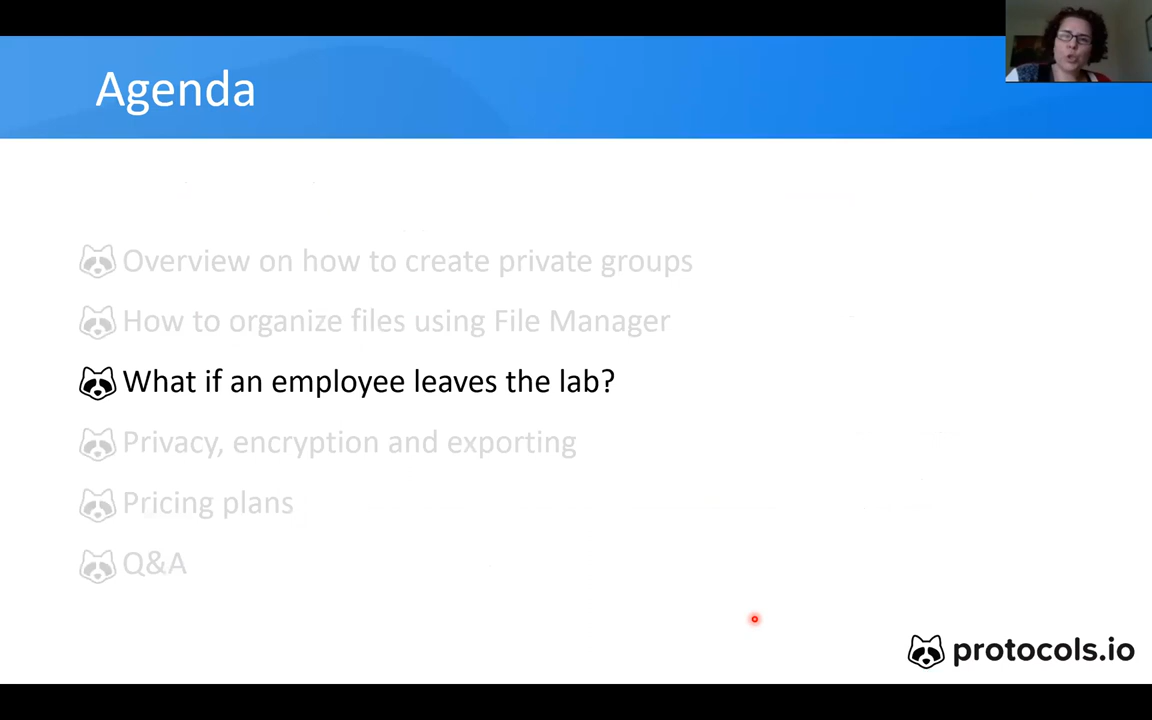 Agenda
Overview on how to create private groups
How to organize files using File Manager
What if an employee leaves the lab?
Privacy, encryption and exporting
Pricing plans
Q&A
protocols.io